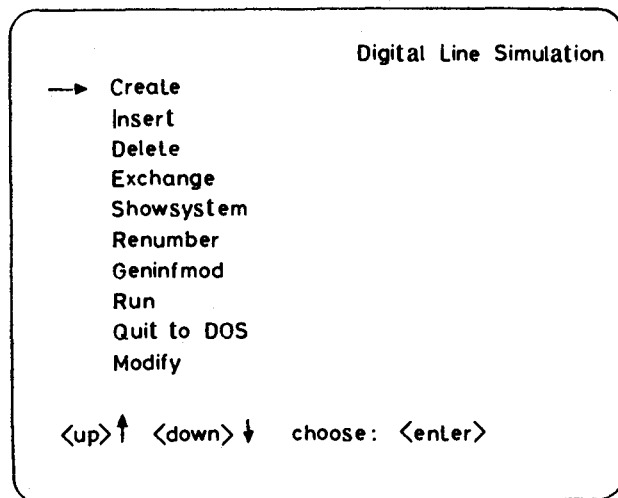 Digital Line Simulation
→ Create
Insert
Delete
Exchange
Showsystem
Renumber
Geninfmod
Run
Quit to DOS
Modify
<up>↑ <down>↓ choose: <enter>